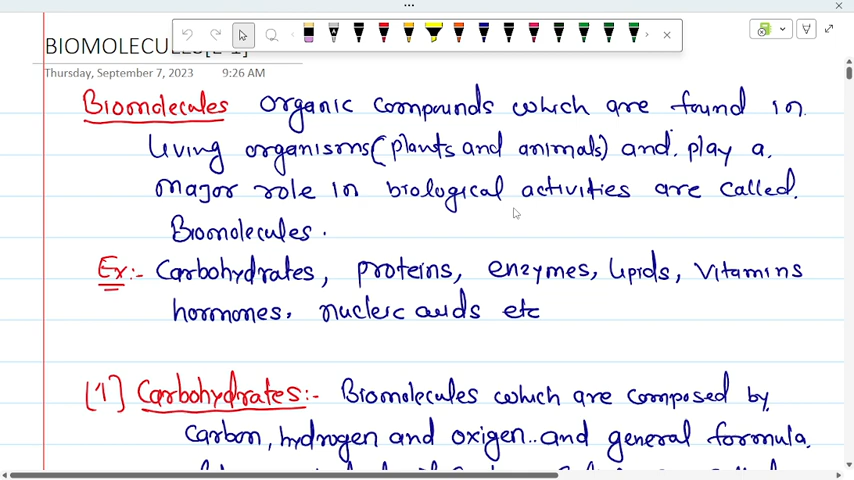 BIOMOLECULES[L-1]
Thursday, September 7, 2023 9:26 AM
Biomolecules organic compounds which are found in
living organisms (plants and animals) and play a
major role in biological activities are called
Biomolecules.
Ex:- Carbohydrates, proteins, enzymes, lipids, vitamins
hormones, nucleic acids etc
[1] Carbohydrates:- Biomolecules which are composed by
carbon, hydrogen and oxigen.. and general formula